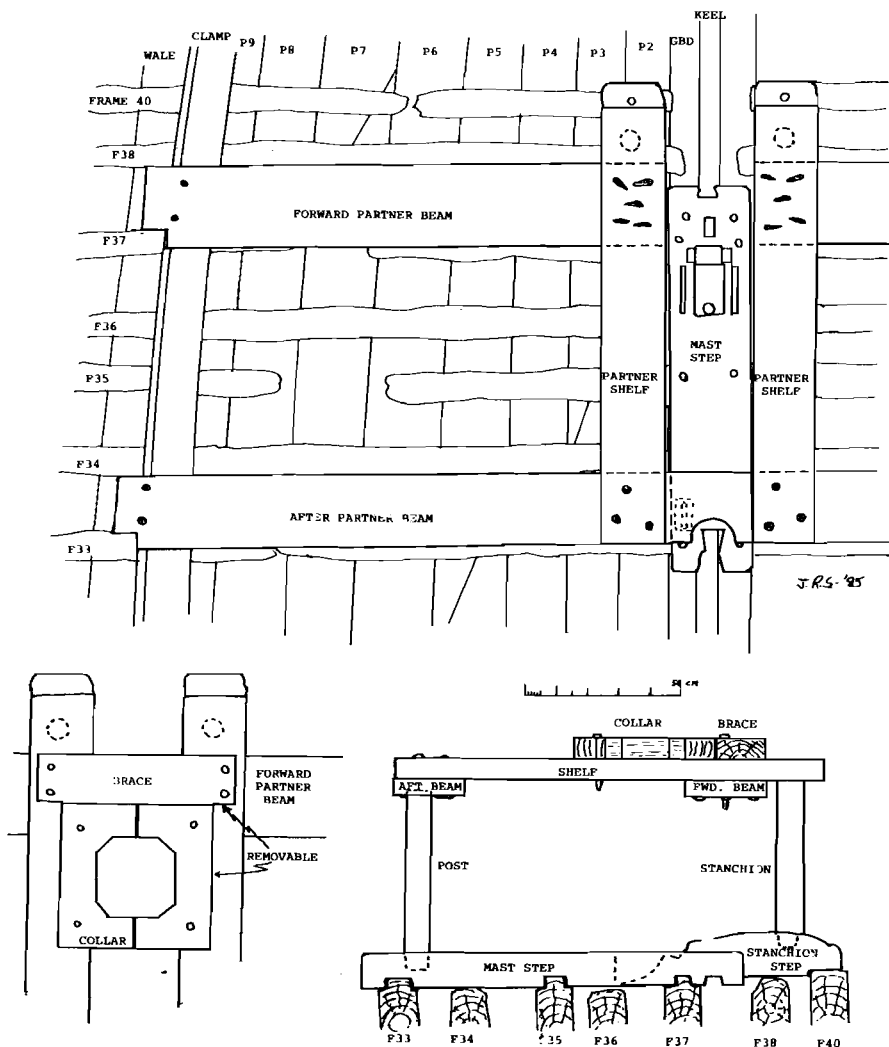 KEEL
WALE
CLAMP
P9
P8
P7
P6
P5
P4
P3
P2
GBD
FRAME 40
F38
FORWARD PARTNER BEAM
F37
F36
F35
MAST
STEP
PARTNER
SHELF
PARTNER
SHELF
F34
AFTER PARTNER BEAM
F33
J.R.S-'85
50 CM
BRACE
FORWARD
PARTNER
BEAM
REMOVABLE
COLLAR
COLLAR
BRACE
SHELF
AFT. BEAM
FWD. BEAM
POST
STANCHION
MAST STEP
STANCHION
STEP
F33
F34
F35
F36
F37
F38
F40